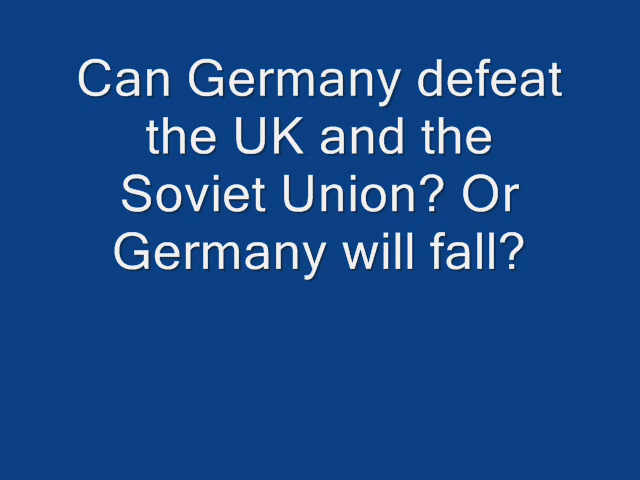 Can Germany defeat
the UK and the
Soviet Union? Or
Germany will fall?